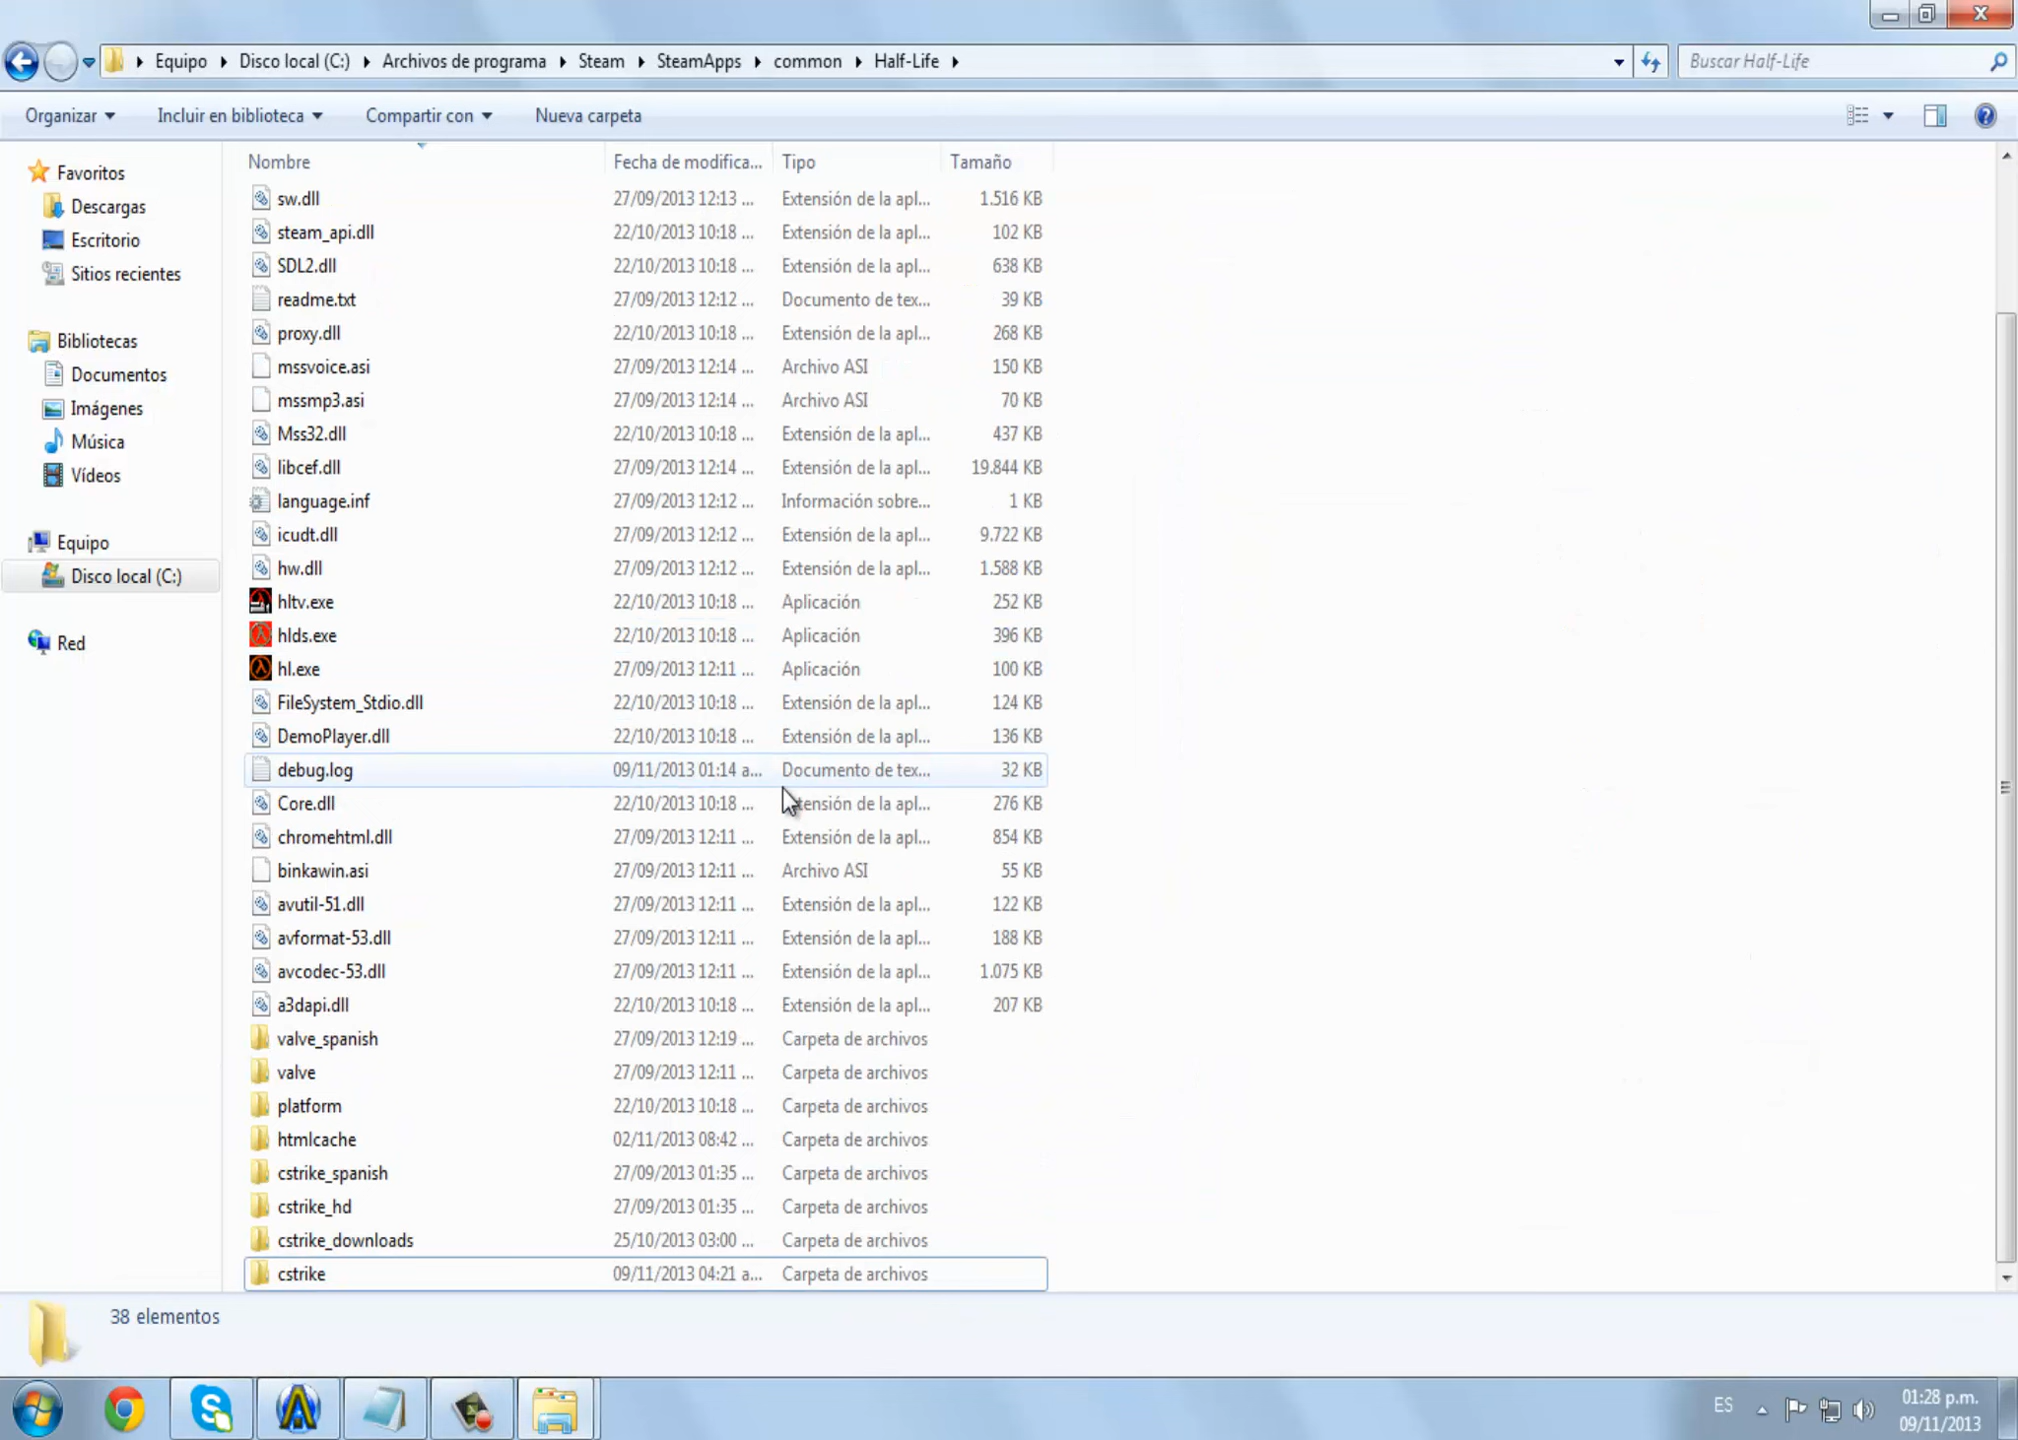 Equipo Disco local (C:) Archivos de programa Steam SteamApps common Half-Life Buscar Half-Life
Organizar Incluir en biblioteca Compartir con Nueva carpeta
Favoritos
Descargas
Escritorio
Sitios recientes
Bibliotecas
Documentos
Imágenes
Música
Vídeos
Equipo
Disco local (C:)
Red
Nombre Fecha de modifica... Tipo Tamaño
sw.dll 27/09/2013 12:13 ... Extensión de la apl... 1.516 KB
steam_api.dll 22/10/2013 10:18 ... Extensión de la apl... 102 KB
SDL2.dll 22/10/2013 10:18 ... Extensión de la apl... 638 KB
readme.txt 27/09/2013 12:12 ... Documento de tex... 39 KB
proxy.dll 22/10/2013 10:18 ... Extensión de la apl... 268 KB
mssvoice.asi 27/09/2013 12:14 ... Archivo ASI 150 KB
mssmp3.asi 27/09/2013 12:14 ... Archivo ASI 70 KB
Mss32.dll 22/10/2013 10:18 ... Extensión de la apl... 437 KB
libcef.dll 27/09/2013 12:14 ... Extensión de la apl... 19.844 KB
language.inf 27/09/2013 12:12 ... Información sobre... 1 KB
icudt.dll 27/09/2013 12:12 ... Extensión de la apl... 9.722 KB
hw.dll 27/09/2013 12:12 ... Extensión de la apl... 1.588 KB
hltv.exe 22/10/2013 10:18 ... Aplicación 252 KB
hlds.exe 22/10/2013 10:18 ... Aplicación 396 KB
hl.exe 27/09/2013 12:11 ... Aplicación 100 KB
FileSystem_Stdio.dll 22/10/2013 10:18 ... Extensión de la apl... 124 KB
DemoPlayer.dll 22/10/2013 10:18 ... Extensión de la apl... 136 KB
debug.log 09/11/2013 01:14 a... Documento de tex... 32 KB
Core.dll 22/10/2013 10:18 ... tensión de la apl... 276 KB
chromehtml.dll 27/09/2013 12:11 ... Extensión de la apl... 854 KB
binkawin.asi 27/09/2013 12:11 ... Archivo ASI 55 KB
avutil-51.dll 27/09/2013 12:11 ... Extensión de la apl... 122 KB
avformat-53.dll 27/09/2013 12:11 ... Extensión de la apl... 188 KB
avcodec-53.dll 27/09/2013 12:11 ... Extensión de la apl... 1.075 KB
a3dapi.dll 22/10/2013 10:18 ... Extensión de la apl... 207 KB
valve_spanish 27/09/2013 12:19 ... Carpeta de archivos
valve 27/09/2013 12:11 ... Carpeta de archivos
platform 22/10/2013 10:18 ... Carpeta de archivos
htmlcache 02/11/2013 08:42 ... Carpeta de archivos
cstrike_spanish 27/09/2013 01:35 ... Carpeta de archivos
cstrike_hd 27/09/2013 01:35 ... Carpeta de archivos
cstrike_downloads 25/10/2013 03:00 ... Carpeta de archivos
cstrike 09/11/2013 04:21 a... Carpeta de archivos
38 elementos
ES 01:28 p.m.
09/11/2013